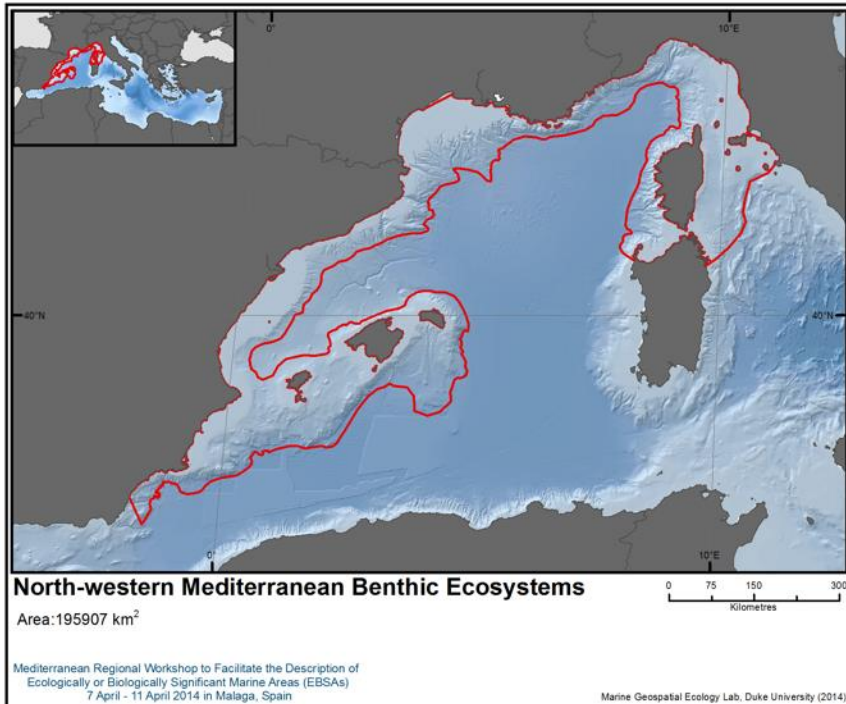 0°
10°E
40°N
40°N
0°
10°E
North-western Mediterranean Benthic Ecosystems
Area:195907 km²
0 75 150 300
Kilometres
Mediterranean Regional Workshop to Facilitate the Description of
Ecologically or Biologically Significant Marine Areas (EBSAs)
7 April - 11 April 2014 in Malaga, Spain
Marine Geospatial Ecology Lab, Duke University (2014)